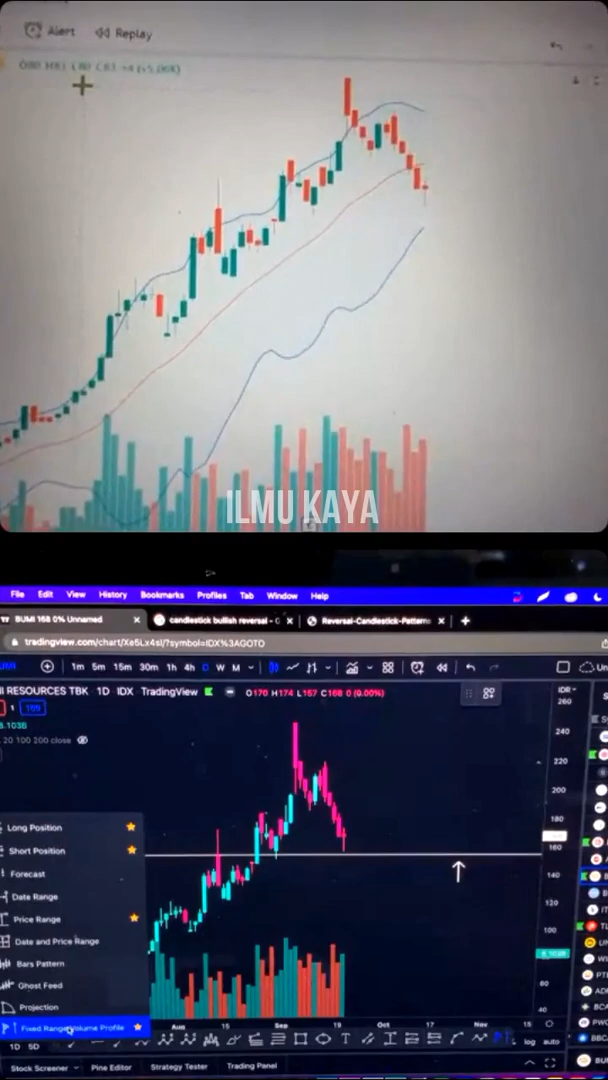 Alert Replay
ILMU KAYA
File Edit View History Bookmarks Profiles Tab Window Help
BUMI 168 0% Unnamed
candlestick bullish reversal - G
Reversal-Candlestick-Pattern
tradingview.com/chart/Xe5Lx4sI/?symbol=IDX%3AGOTO
1m 5m 15m 30m 1h 4h D W M
I RESOURCES TBK 1D IDX TradingView O170 H174 L157 C168 0 (0.00%)
IDR
1
20 100 200 close
260
240
220
200
180
160
140
120
100
80
60
40
Long Position
Short Position
Forecast
Date Range
Price Range
Date and Price Range
Bars Pattern
Ghost Feed
Projection
Fixed Range Volume Profile
Aug 15 Sep 19 Oct 17 Nov 15
1D 5D
log auto
Stock Screener Pine Editor Strategy Tester Trading Panel